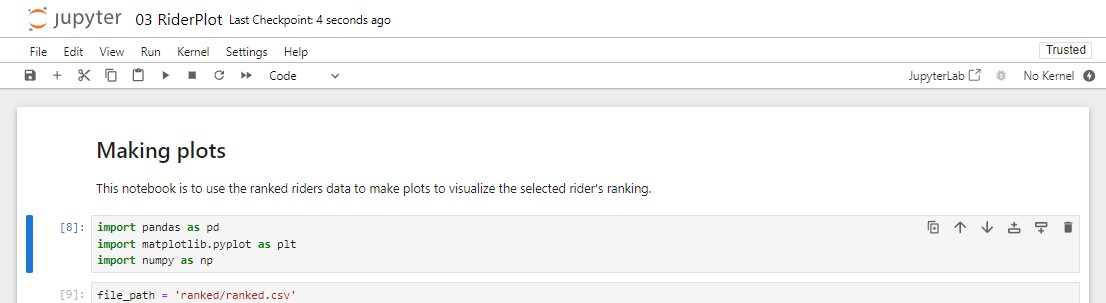 jupyter 03 RiderPlot Last Checkpoint: 4 seconds ago
File Edit View Run Kernel Settings Help Trusted
Code JupyterLab No Kernel
Making plots
This notebook is to use the ranked riders data to make plots to visualize the selected rider's ranking.
[8]: import pandas as pd
import matplotlib.pyplot as plt
import numpy as np
[9]: file_path = 'ranked/ranked.csv'